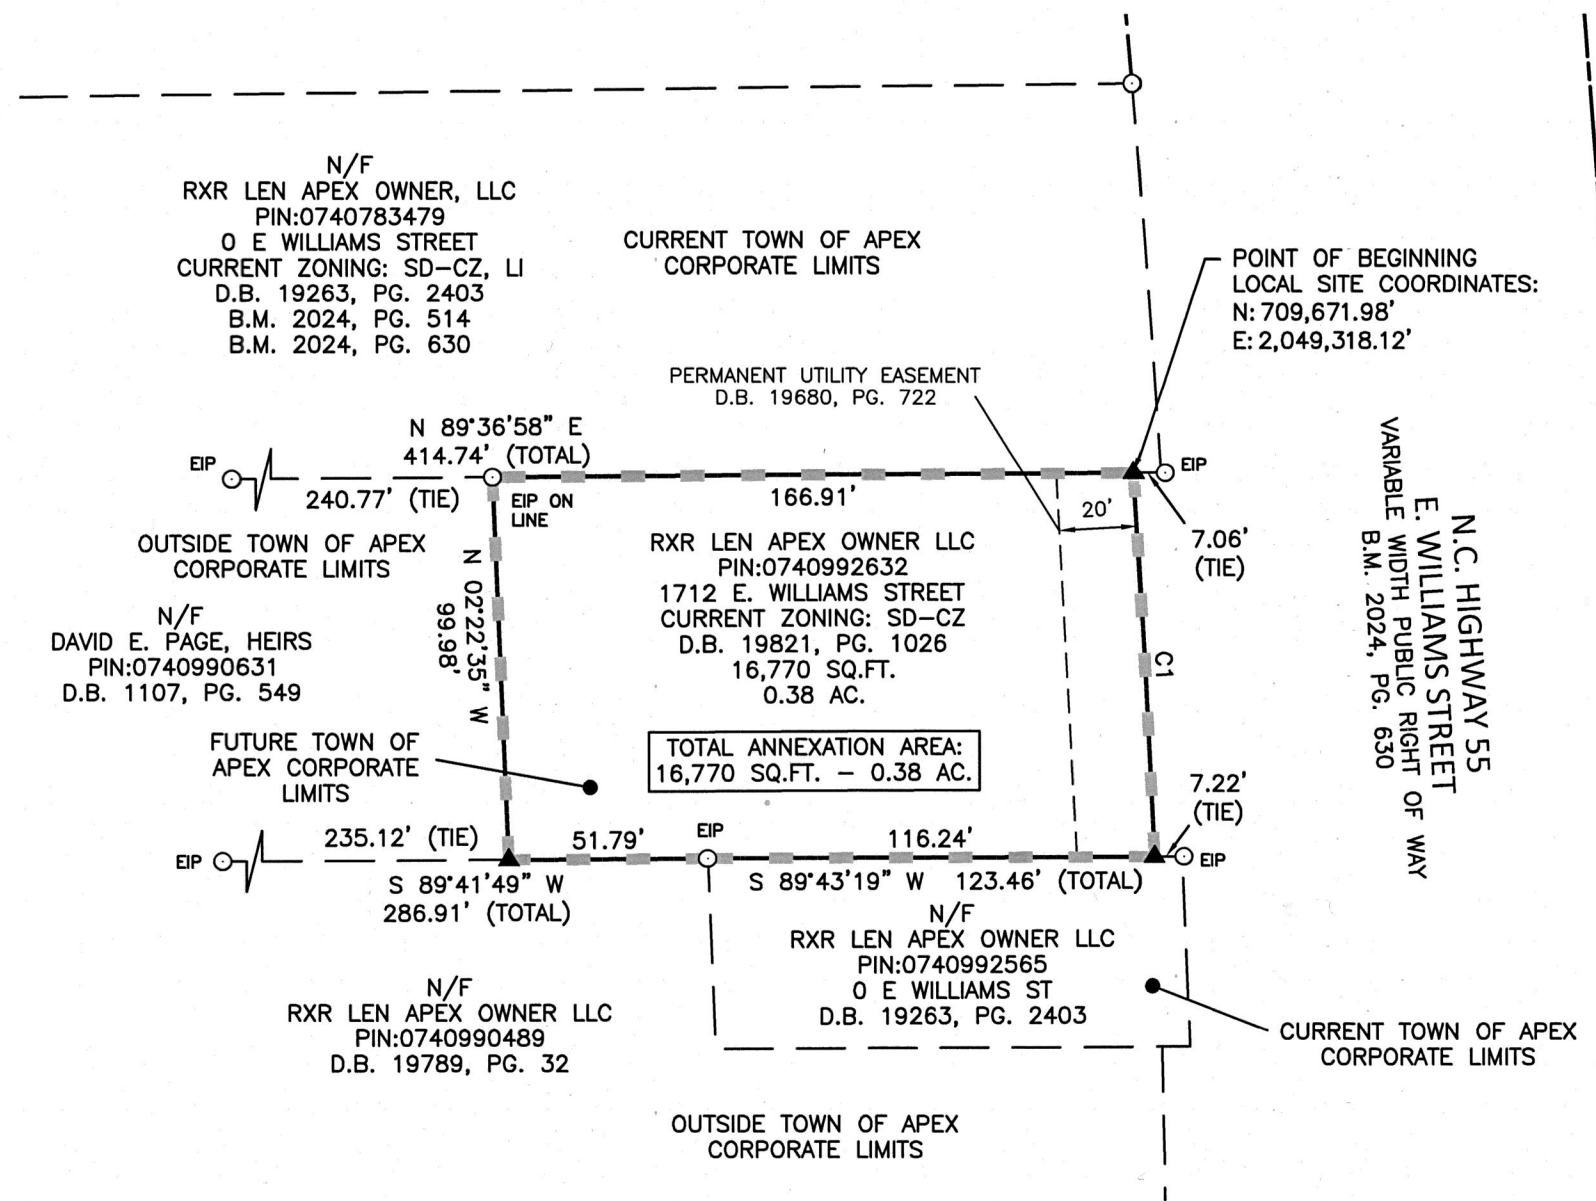 N/F
RXR LEN APEX OWNER, LLC
PIN:0740783479
0 E WILLIAMS STREET
CURRENT ZONING: SD-CZ, LI
D.B. 19263, PG. 2403
B.M. 2024, PG. 514
B.M. 2024, PG. 630
CURRENT TOWN OF APEX
CORPORATE LIMITS
POINT OF BEGINNING
LOCAL SITE COORDINATES:
N: 709,671.98'
E: 2,049,318.12'
PERMANENT UTILITY EASEMENT
D.B. 19680, PG. 722
N 89°36'58" E
414.74' (TOTAL)
EIP
240.77' (TIE)
EIP ON
LINE
166.91'
EIP
20'
7.06'
(TIE)
OUTSIDE TOWN OF APEX
CORPORATE LIMITS
N/F
DAVID E. PAGE, HEIRS
PIN:0740990631
D.B. 1107, PG. 549
N 02°22'35" W
99.98'
RXR LEN APEX OWNER LLC
PIN:0740992632
1712 E. WILLIAMS STREET
CURRENT ZONING: SD-CZ
D.B. 19821, PG. 1026
16,770 SQ.FT.
0.38 AC.
C1
N.C. HIGHWAY 55
E. WILLIAMS STREET
VARIABLE WIDTH PUBLIC RIGHT OF WAY
B.M. 2024, PG. 630
FUTURE TOWN OF
APEX CORPORATE
LIMITS
TOTAL ANNEXATION AREA:
16,770 SQ.FT. - 0.38 AC.
7.22'
(TIE)
EIP
235.12' (TIE)
51.79'
EIP
116.24'
EIP
S 89°41'49" W
286.91' (TOTAL)
S 89°43'19" W 123.46' (TOTAL)
N/F
RXR LEN APEX OWNER LLC
PIN:0740992565
0 E WILLIAMS ST
D.B. 19263, PG. 2403
N/F
RXR LEN APEX OWNER LLC
PIN:0740990489
D.B. 19789, PG. 32
CURRENT TOWN OF APEX
CORPORATE LIMITS
OUTSIDE TOWN OF APEX
CORPORATE LIMITS